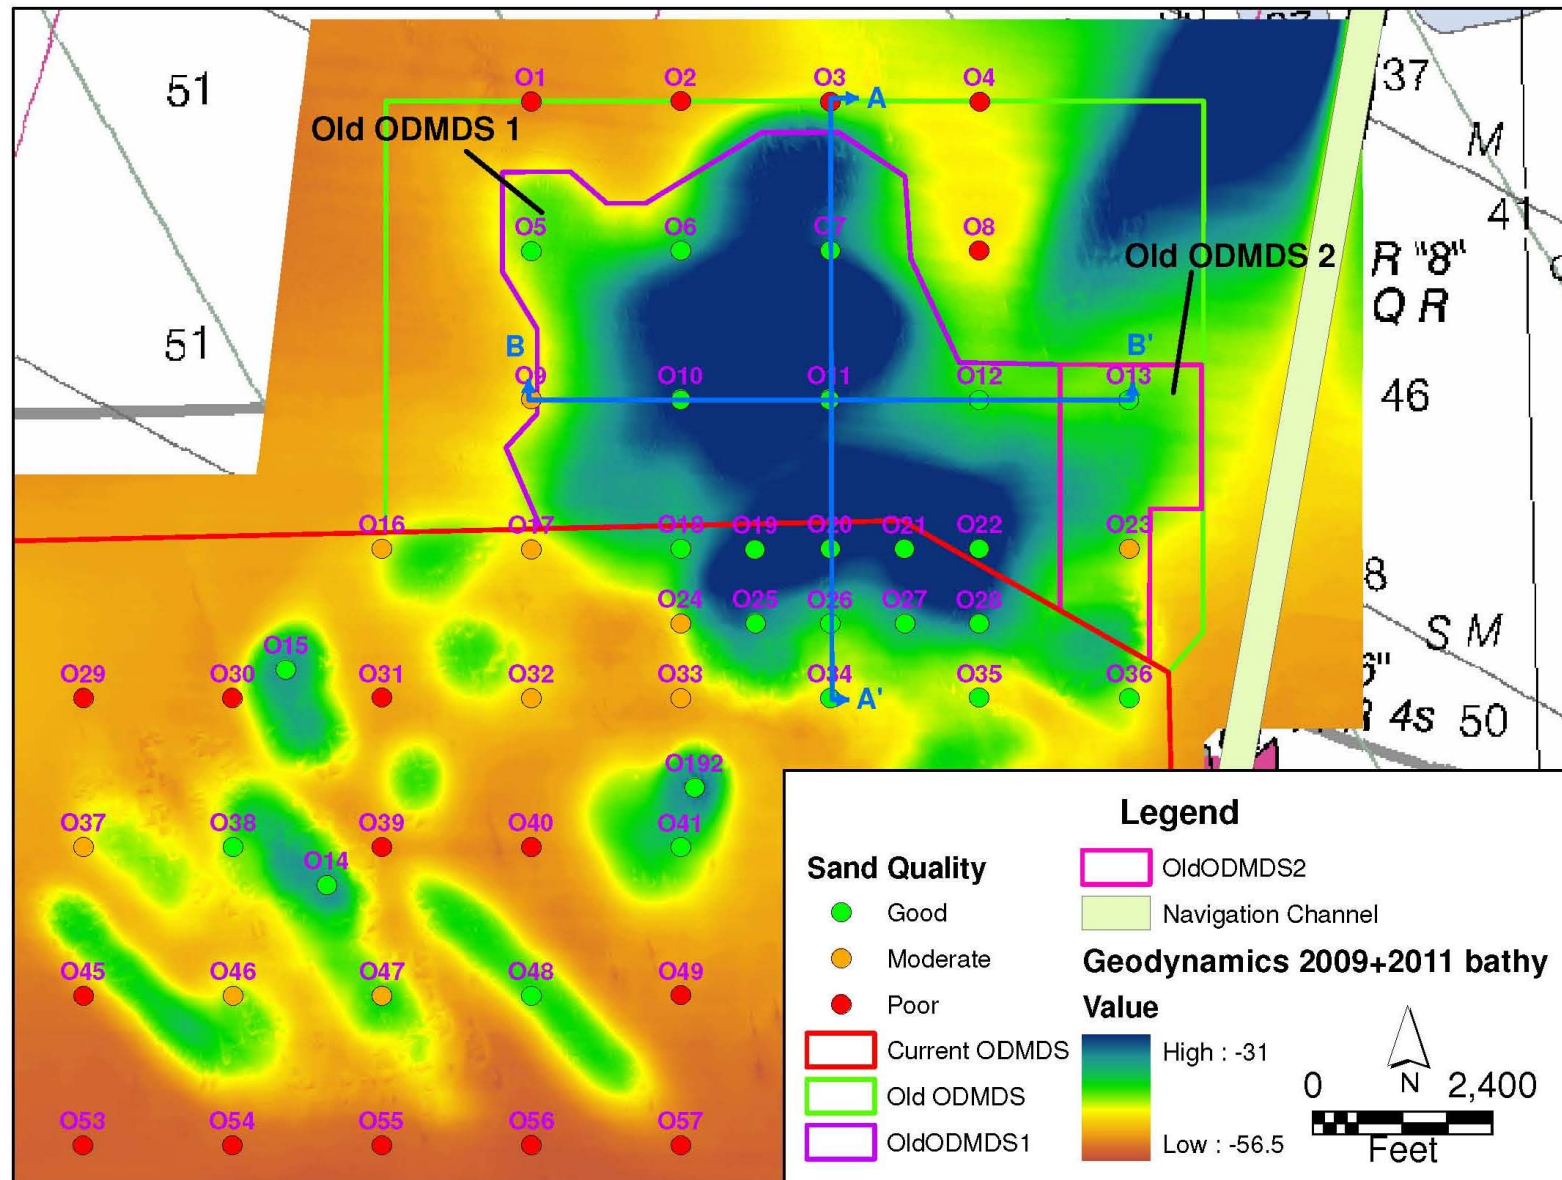 37
51
O1
O2
O3
O4
A
Old ODMDS 1
M
41
O5
O6
O7
O8
Old ODMDS 2
R "8"
Q R
51
B
B'
O9
O10
O11
O12
O13
46
O16
O17
O18
O19
O20
O21
O22
O23
8
O24
O25
O26
O27
O28
S M
O15
O29
O30
O31
O32
O33
O34
O35
O36
A'
4s
50
O192
O37
O38
O39
O40
O41
O14
O45
O46
O47
O48
O49
O53
O54
O55
O56
O57
Legend
Sand Quality
Good
Moderate
Poor
Current ODMDS
Old ODMDS
OldODMDS1
OldODMDS2
Navigation Channel
Geodynamics 2009+2011 bathy
Value
High : -31
Low : -56.5
N
0 2,400
Feet